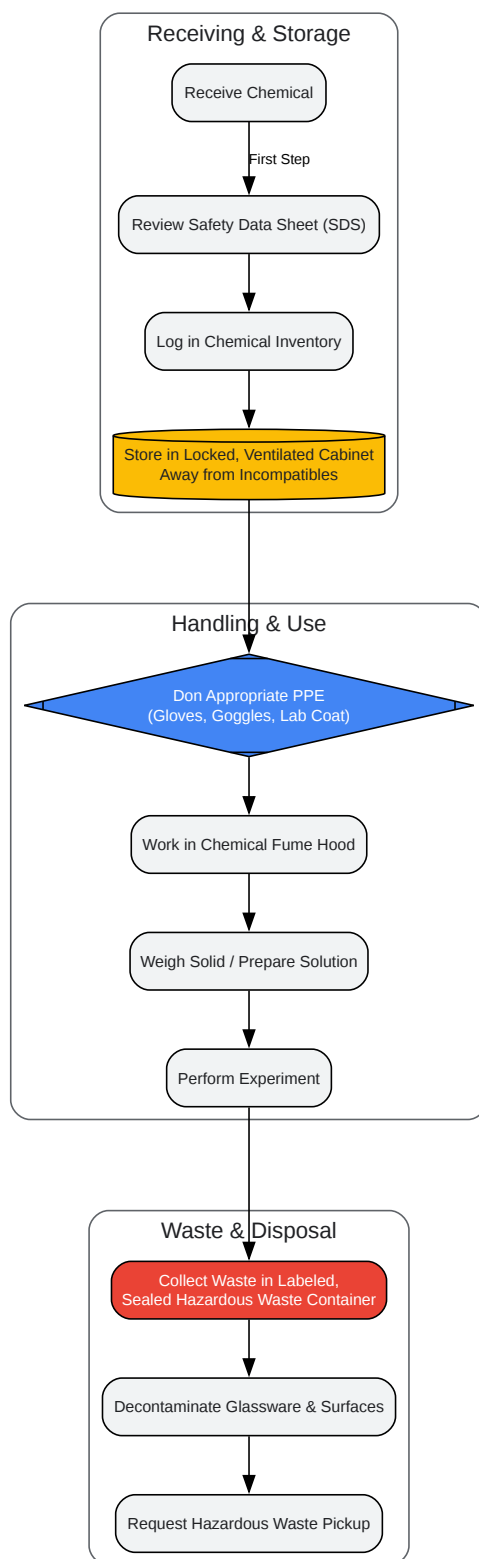 Receiving & Storage
Receive Chemical
First Step
Review Safety Data Sheet (SDS)
Log in Chemical Inventory
Store in Locked, Ventilated Cabinet
Away from Incompatibles
Handling & Use
Don Appropriate PPE
(Gloves, Goggles, Lab Coat)
Work in Chemical Fume Hood
Weigh Solid / Prepare Solution
Perform Experiment
Waste & Disposal
Collect Waste in Labeled,
Sealed Hazardous Waste Container
Decontaminate Glassware & Surfaces
Request Hazardous Waste Pickup